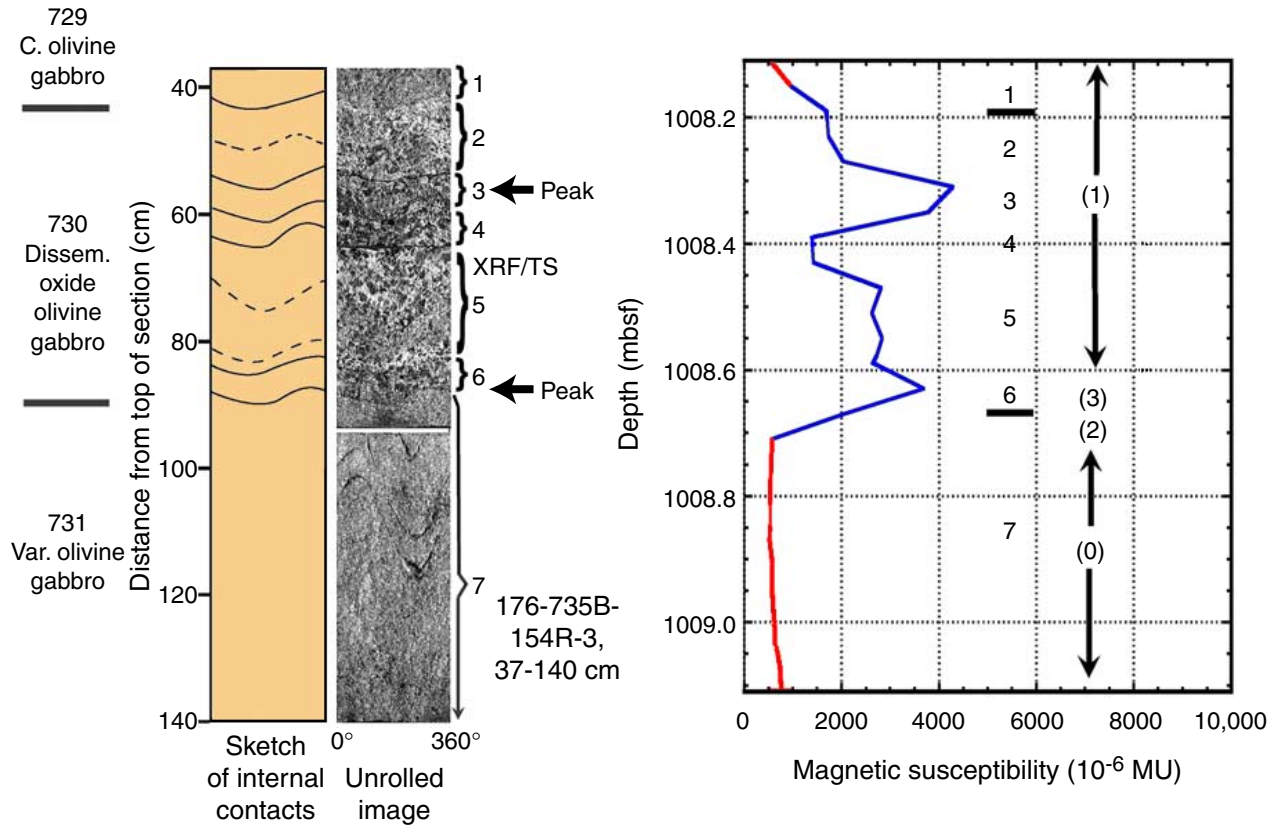 729
C. olivine
gabbro
730
Dissem.
oxide
olivine
gabbro
731
Var. olivine
gabbro
Distance from top of section (cm)
40
60
80
100
120
140
Sketch
of internal
contacts
0° 360°
Unrolled
image
1
2
3 Peak
4
XRF/TS
5
6 Peak
7
176-735B-
154R-3,
37-140 cm
Depth (mbsf)
1008.2
1008.4
1008.6
1008.8
1009.0
1
2
3
4
5
6
7
(1)
(3)
(2)
(0)
0 2000 4000 6000 8000 10,000
Magnetic susceptibility (10-6 MU)